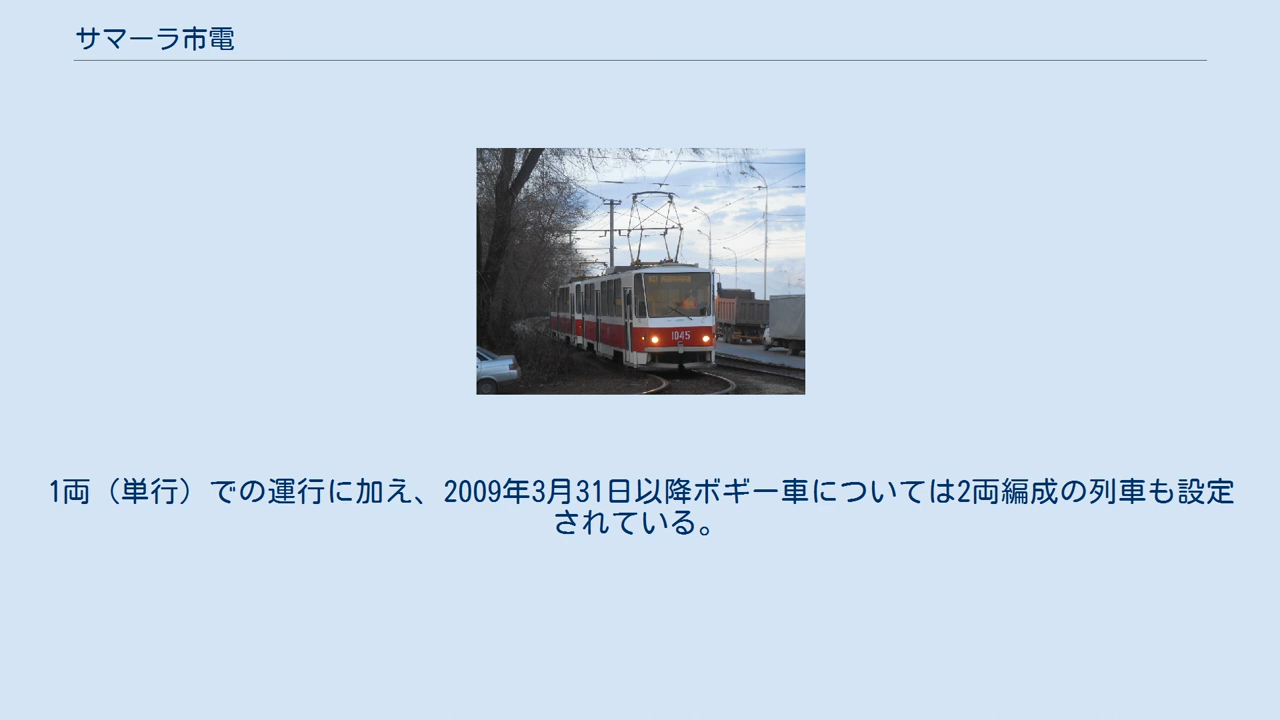 サマーラ市電
1045
1両（単行）での運行に加え、2009年3月31日以降ボギー車については2両編成の列車も設定
されている。